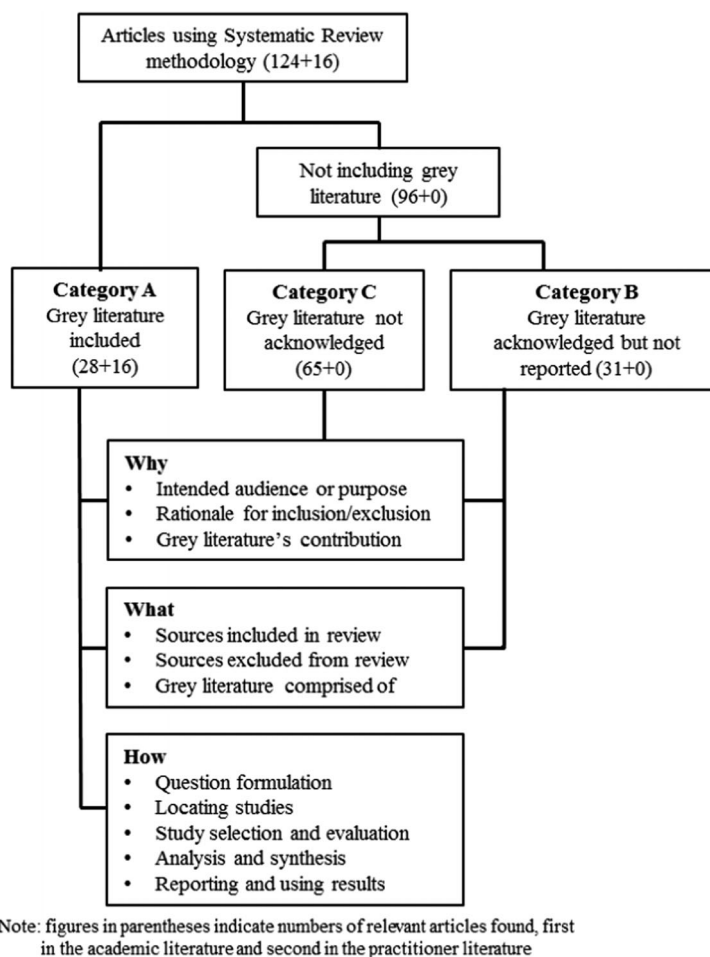 Articles using Systematic Review
methodology (124+16)
Not including grey
literature (96+0)
Category A
Grey literature
included
(28+16)
Category C
Grey literature not
acknowledged
(65+0)
Category B
Grey literature
acknowledged but not
reported (31+0)
Why
• Intended audience or purpose
• Rationale for inclusion/exclusion
• Grey literature’s contribution
What
• Sources included in review
• Sources excluded from review
• Grey literature comprised of
How
• Question formulation
• Locating studies
• Study selection and evaluation
• Analysis and synthesis
• Reporting and using results
Note: figures in parentheses indicate numbers of relevant articles found, first
in the academic literature and second in the practitioner literature